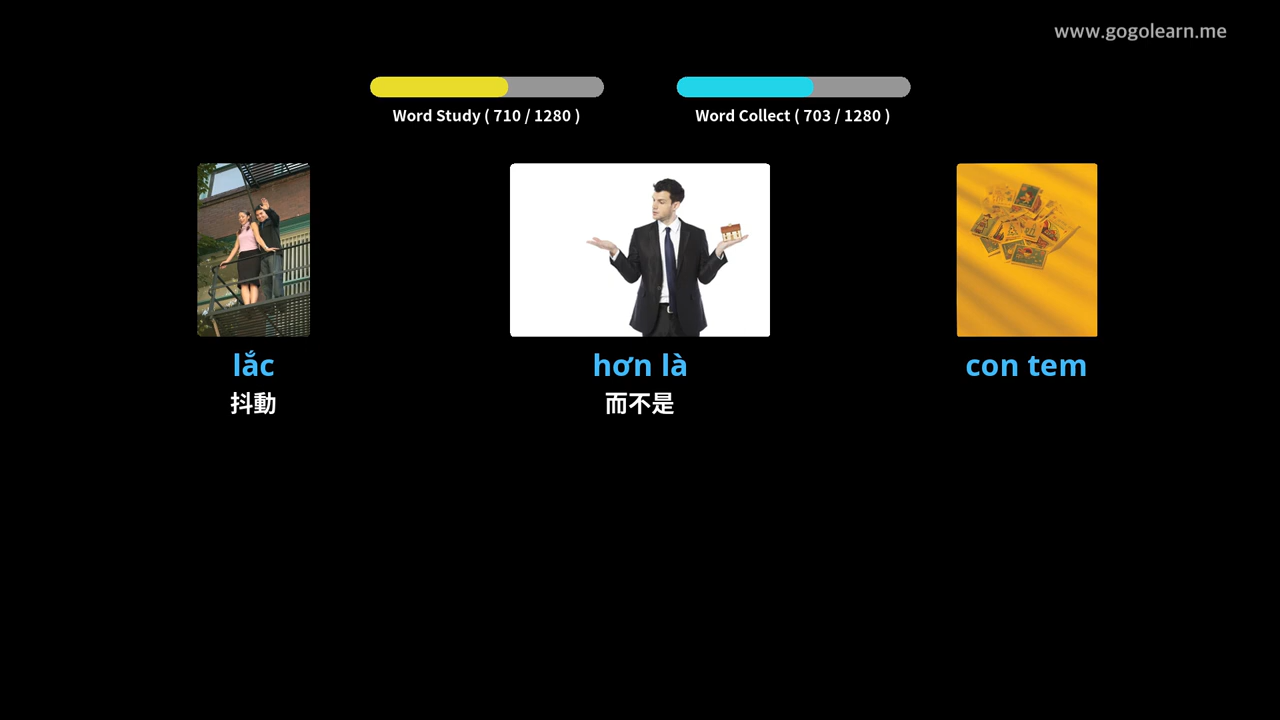 www.gogolearn.me
Word Study ( 710 / 1280 )
Word Collect ( 703 / 1280 )
lắc
抖動
hơn là
而不是
con tem